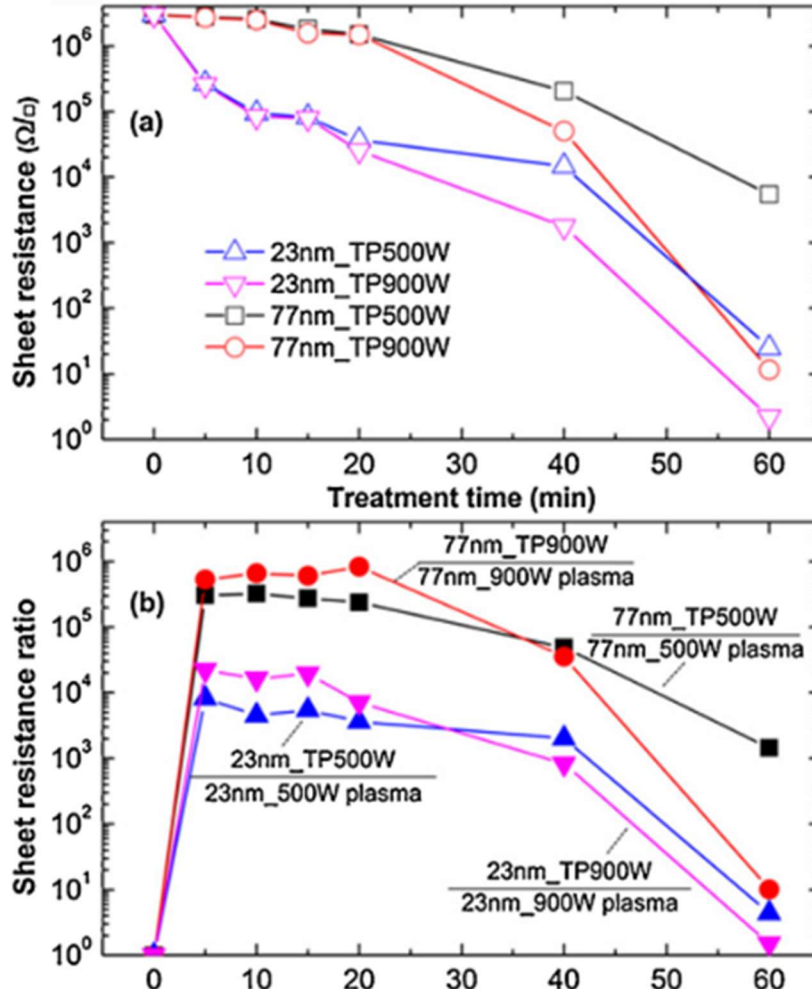 10⁶
10⁵
10⁴
10³
10²
10¹
10⁰
Sheet resistance (Ω/□)
(a)
23nm_TP500W
23nm_TP900W
77nm_TP500W
77nm_TP900W
0 10 20 30 40 50 60
Treatment time (min)
10⁶
10⁵
10⁴
10³
10²
10¹
10⁰
Sheet resistance ratio
(b)
77nm_TP900W
77nm_900W plasma
77nm_TP500W
77nm_500W plasma
23nm_TP500W
23nm_500W plasma
23nm_TP900W
23nm_900W plasma
0 10 20 30 40 50 60